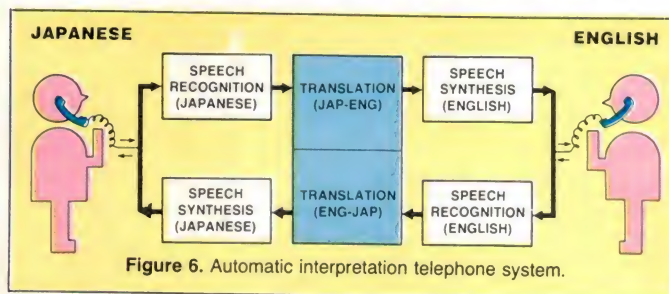 JAPANESE
ENGLISH
SPEECH
RECOGNITION
(JAPANESE)
TRANSLATION
(JAP-ENG)
SPEECH
SYNTHESIS
(ENGLISH)
SPEECH
SYNTHESIS
(JAPANESE)
TRANSLATION
(ENG-JAP)
SPEECH
RECOGNITION
(ENGLISH)
Figure 6. Automatic interpretation telephone system.